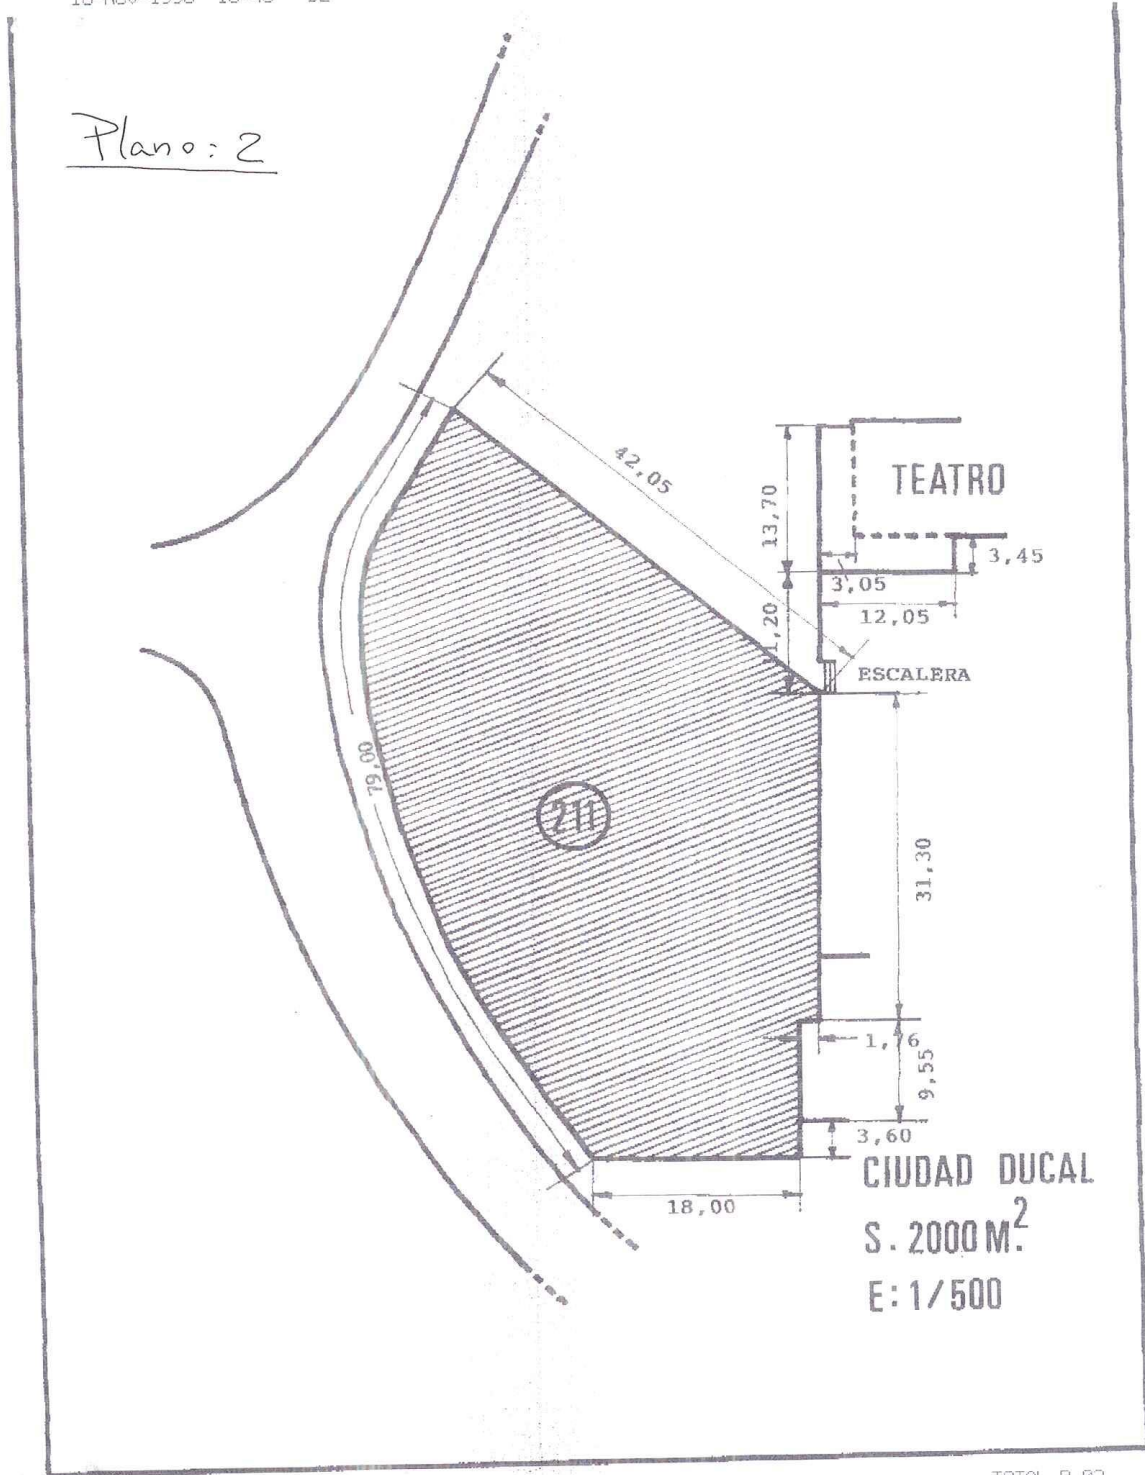 Plano: 2
42,05
13,70
TEATRO
3,45
3,05
12,05
1,20
ESCALERA
79,00
211
31,30
1,76
9,55
3,60
18,00
CIUDAD DUCAL
S. 2000 M.²
E: 1/500